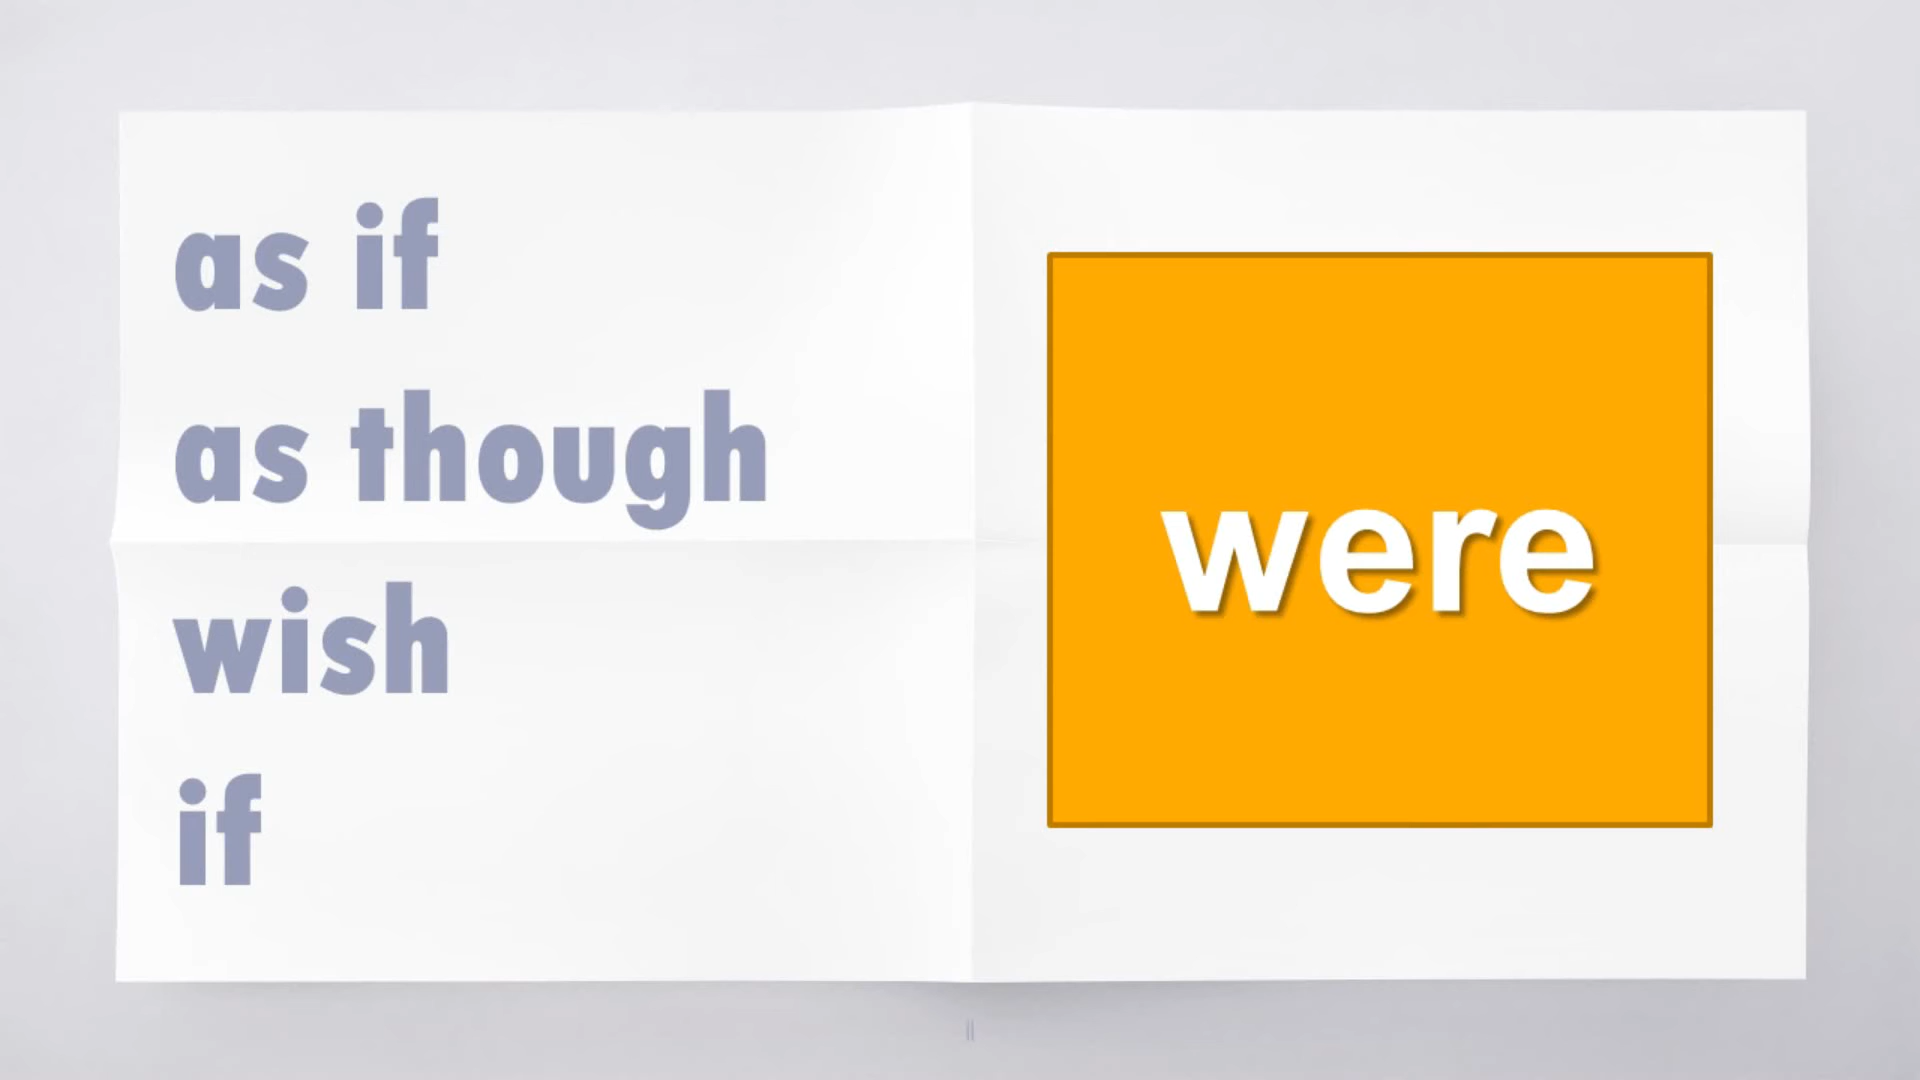 as if
as though
wish
if
were